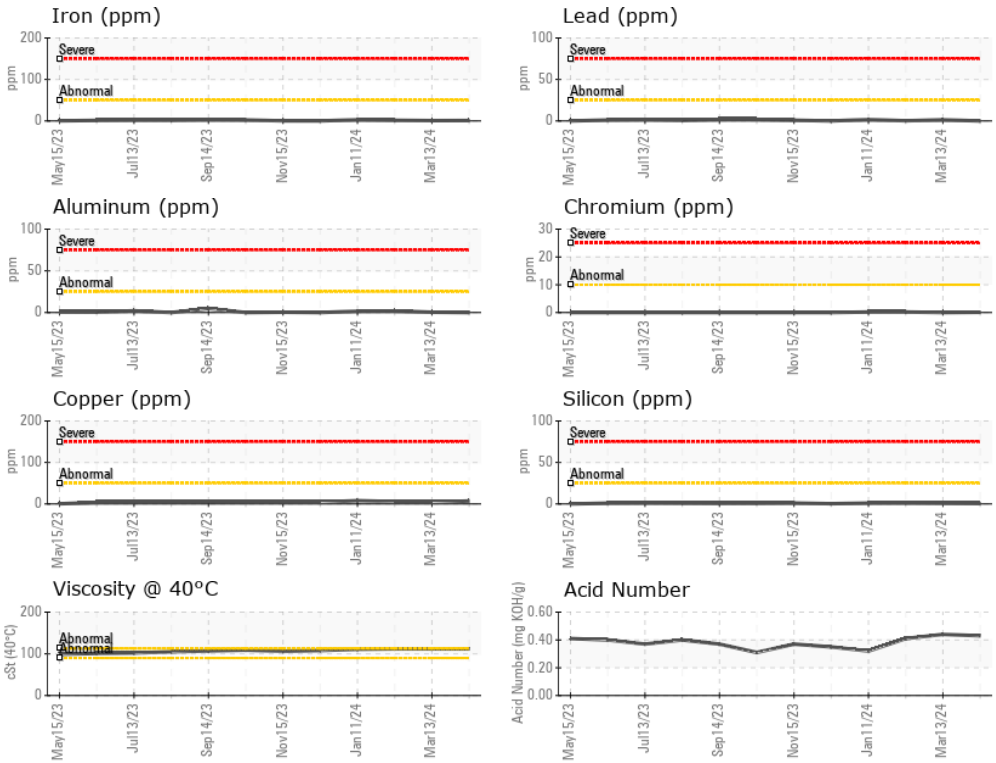 Iron (ppm)
200
100
0
ppm
Severe
Abnormal
May15/23
Jul13/23
Sep14/23
Nov15/23
Jan11/24
Mar13/24
Lead (ppm)
100
50
0
ppm
Severe
Abnormal
May15/23
Jul13/23
Sep14/23
Nov15/23
Jan11/24
Mar13/24
Aluminum (ppm)
100
50
0
ppm
Severe
Abnormal
May15/23
Jul13/23
Sep14/23
Nov15/23
Jan11/24
Mar13/24
Chromium (ppm)
30
20
10
0
ppm
Severe
Abnormal
May15/23
Jul13/23
Sep14/23
Nov15/23
Jan11/24
Mar13/24
Copper (ppm)
200
100
0
ppm
Severe
Abnormal
May15/23
Jul13/23
Sep14/23
Nov15/23
Jan11/24
Mar13/24
Silicon (ppm)
100
50
0
ppm
Severe
Abnormal
May15/23
Jul13/23
Sep14/23
Nov15/23
Jan11/24
Mar13/24
Viscosity @ 40°C
200
100
0
cSt (40°C)
Abnormal
Abnormal
May15/23
Jul13/23
Sep14/23
Nov15/23
Jan11/24
Mar13/24
Acid Number
0.60
0.40
0.20
0.00
Acid Number (mg KOH/g)
May15/23
Jul13/23
Sep14/23
Nov15/23
Jan11/24
Mar13/24